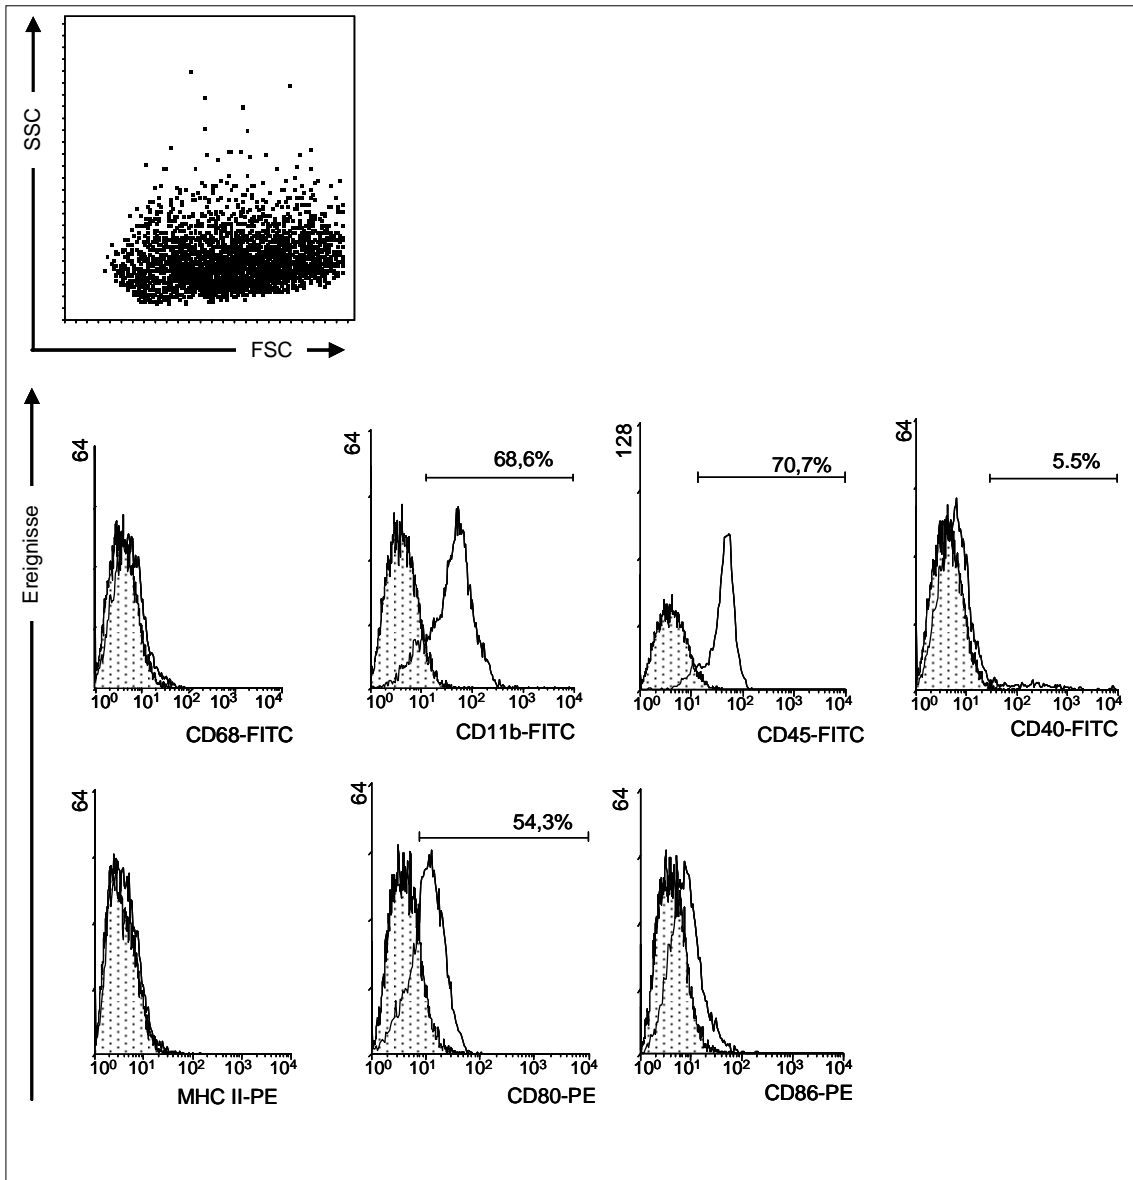 SSC
FSC
Ereignisse
64
10⁰ 10¹ 10² 10³ 10⁴
CD68-FITC
64
68,6%
10⁰ 10¹ 10² 10³ 10⁴
CD11b-FITC
128
70,7%
10⁰ 10¹ 10² 10³ 10⁴
CD45-FITC
64
5.5%
10⁰ 10¹ 10² 10³ 10⁴
CD40-FITC
64
10⁰ 10¹ 10² 10³ 10⁴
MHC II-PE
64
54,3%
10⁰ 10¹ 10² 10³ 10⁴
CD80-PE
64
10⁰ 10¹ 10² 10³ 10⁴
CD86-PE